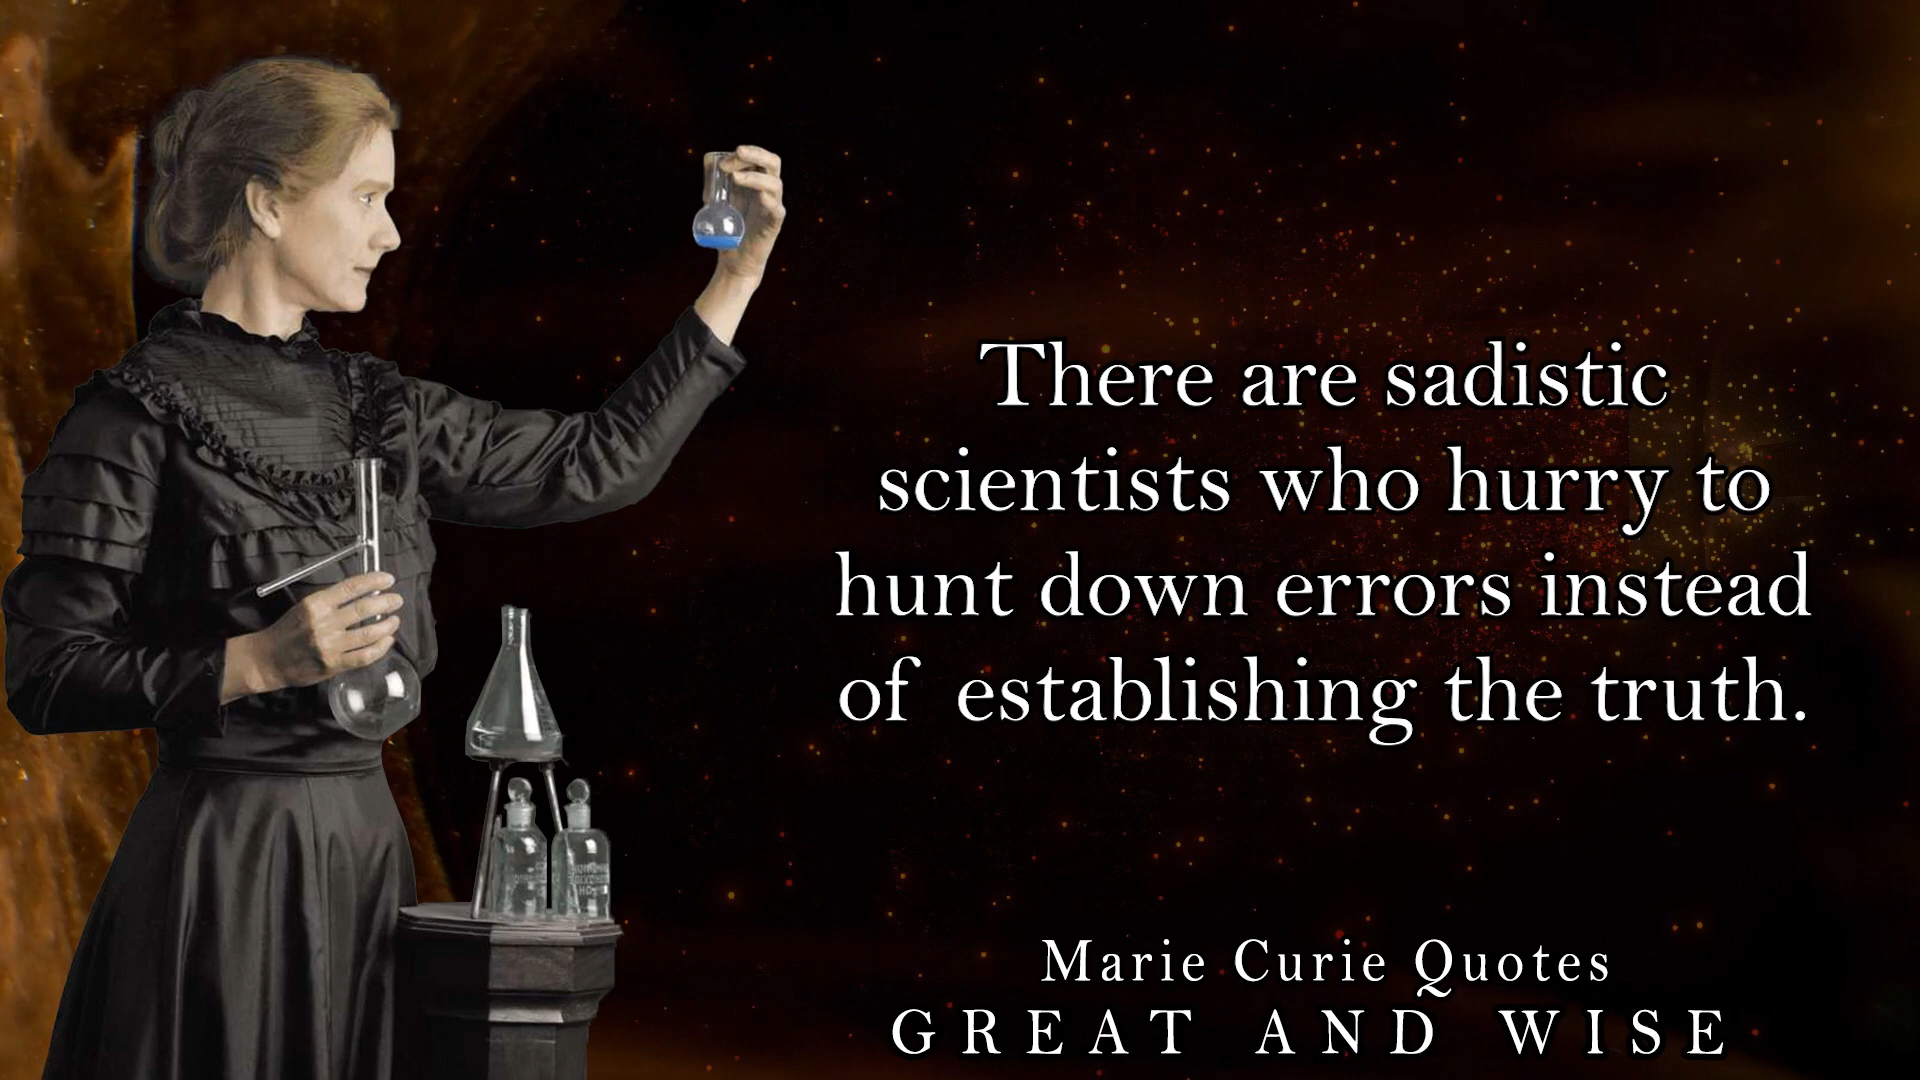 There are sadistic
scientists who hurry to
hunt down errors instead
of establishing the truth.
Marie Curie Quotes
GREAT AND WISE